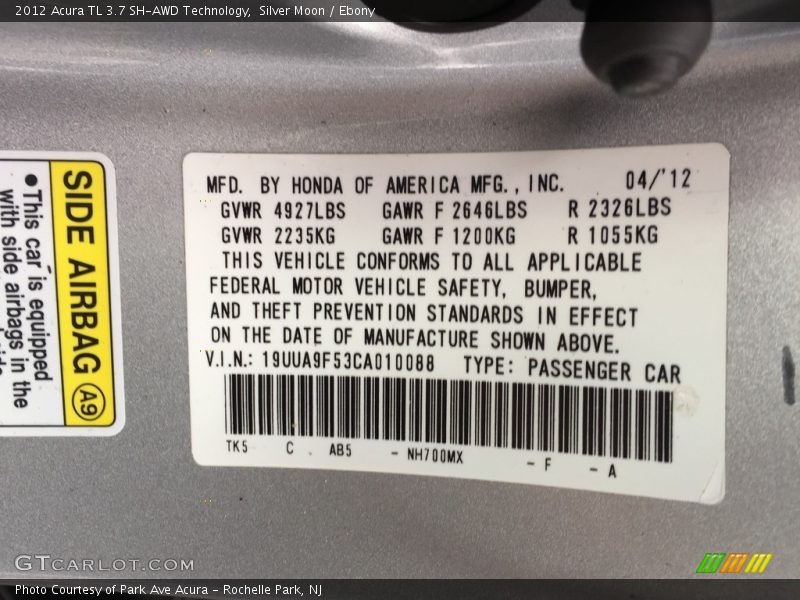 2012 Acura TL 3.7 SH-AWD Technology,  Silver Moon / Ebony
MFD. BY HONDA OF AMERICA MFG., INC. 04/'12
GVWR 4927LBS GAWR F 2646LBS R 2326LBS
GVWR 2235KG GAWR F 1200KG R 1055KG
THIS VEHICLE CONFORMS TO ALL APPLICABLE
FEDERAL MOTOR VEHICLE SAFETY, BUMPER,
AND THEFT PREVENTION STANDARDS IN EFFECT
ON THE DATE OF MANUFACTURE SHOWN ABOVE.
V.I.N.: 19UUA9F53CA010088 TYPE: PASSENGER CAR
TK5 C AB5 - NH700MX - F - A
SIDE AIRBAG A9
•This car is equipped
with side airbags in the
GTCARLOT.COM
Photo Courtesy of Park Ave Acura - Rochelle Park, NJ